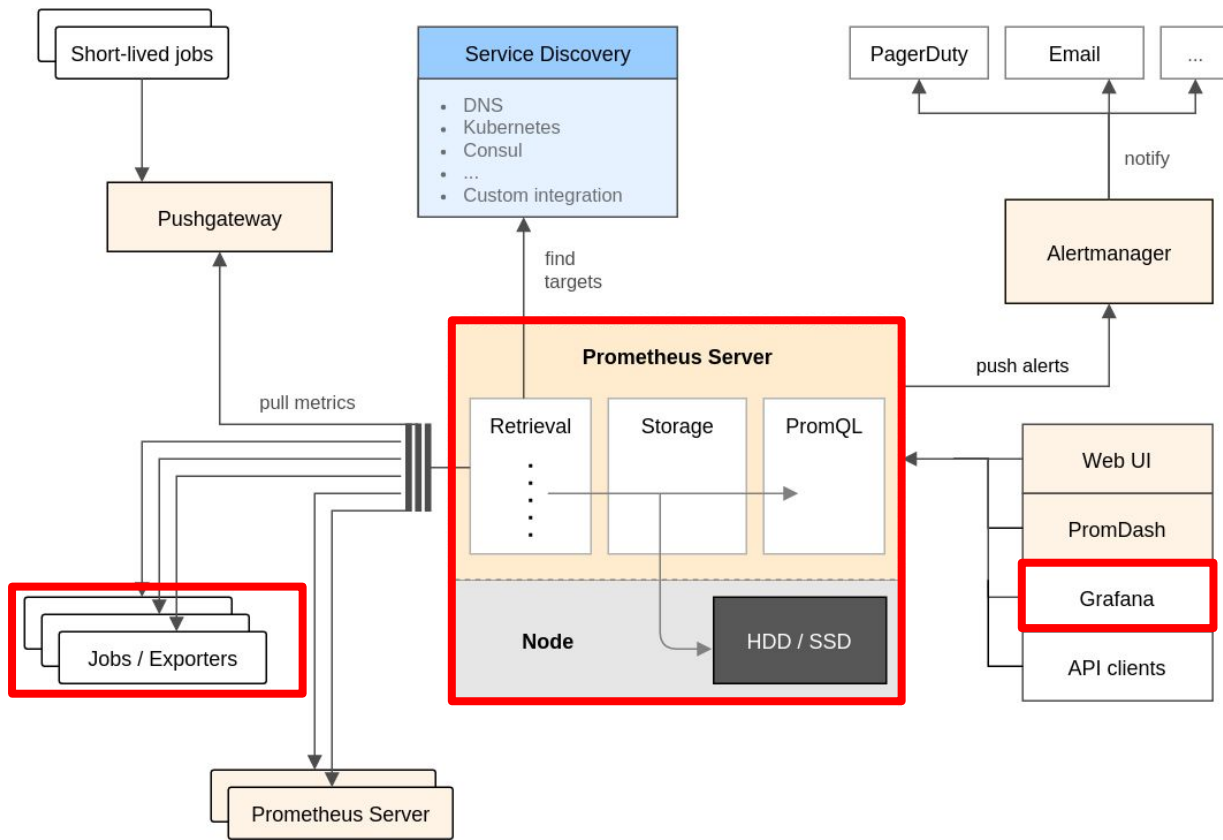 Short-lived jobs
Service Discovery
PagerDuty
Email
...
• DNS
• Kubernetes
• Consul
• ...
• Custom integration
notify
Pushgateway
Alertmanager
find
targets
Prometheus Server
push alerts
pull metrics
Retrieval
Storage
PromQL
Web UI
PromDash
Grafana
API clients
Node
HDD / SSD
Jobs / Exporters
Prometheus Server